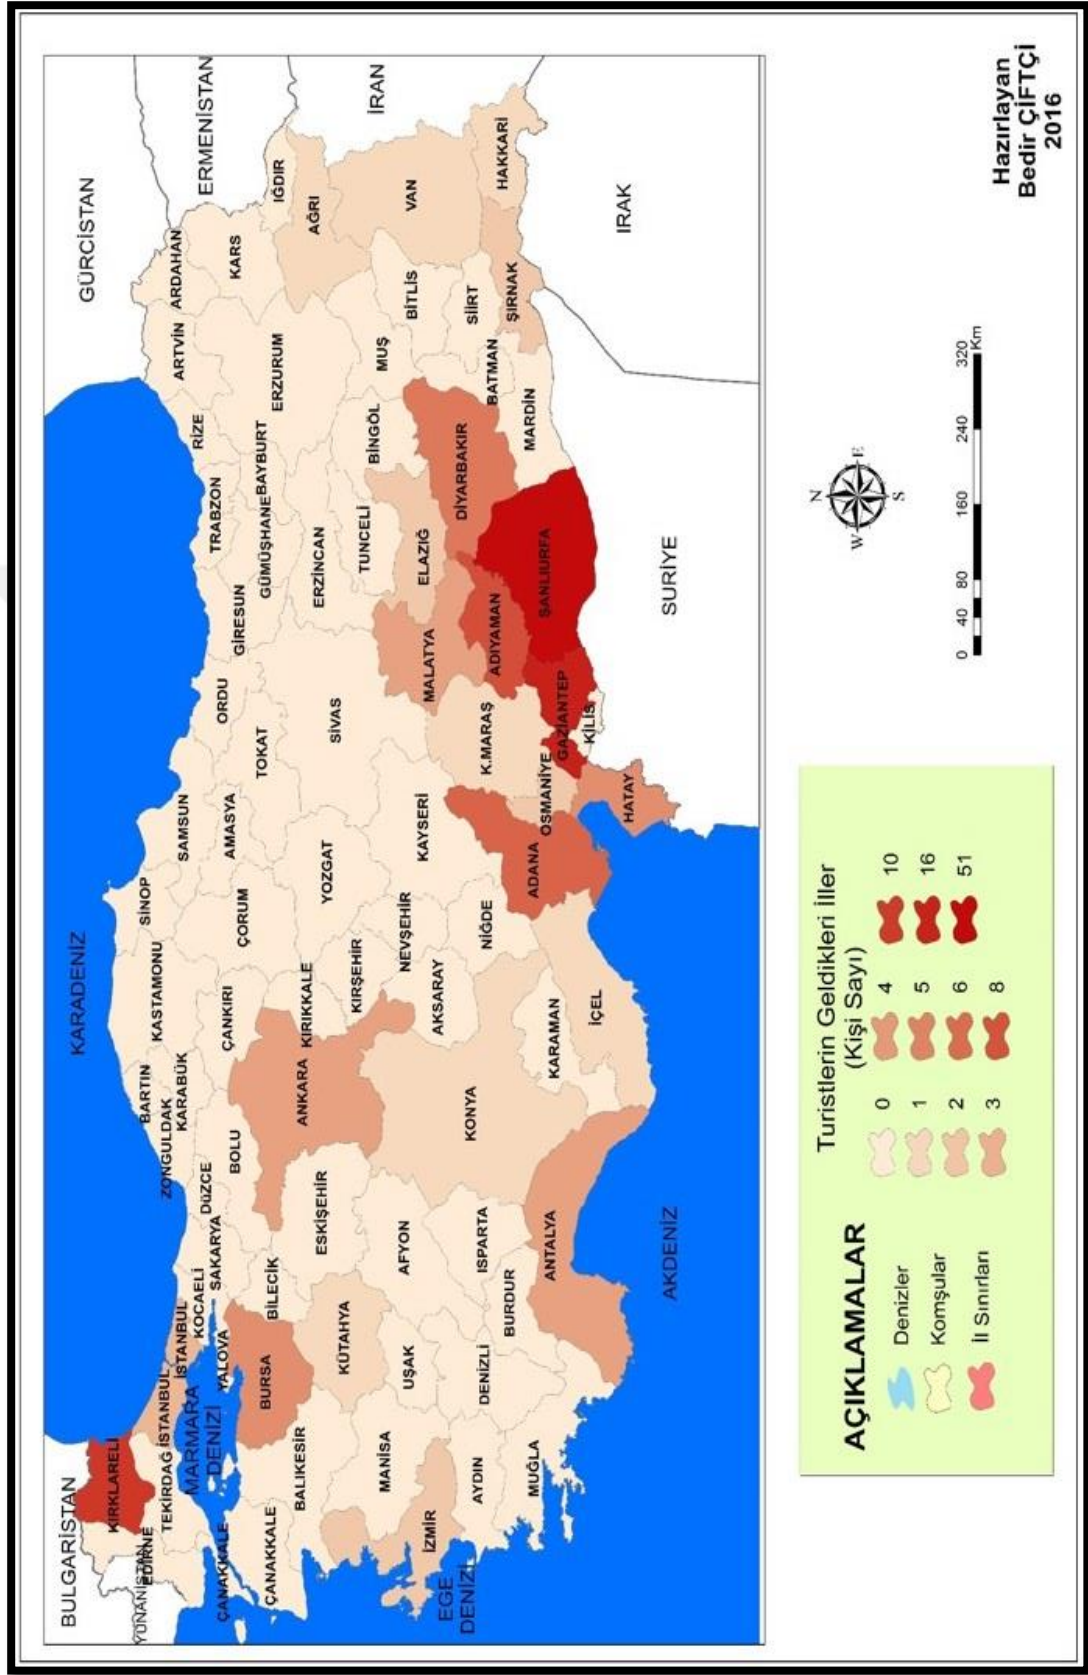 BULGARİSTAN
YUNANİSTAN
KARADENİZ
GÜRCİSTAN
ERMENİSTAN
İRAN
IRAK
SURİYE
AKDENİZ
EGE
DENİZİ
MARMARA
DENİZİ
KIRKLARELİ
EDİRNE
TEKİRDAĞ
İSTANBUL
İSTANBUL
KOCAELİ
SAKARYA
DüZCE
ZONGULDAK
BARTIN
KARABÜK
KASTAMONU
SİNOP
SAMSUN
ORDU
GİRESUN
TRABZON
RİZE
ARTVİN
ARDAHAN
ÇANAKKALE
ÇANAKKALE
BALIKESİR
BURSA
YALOVA
BİLECİK
BOLU
ÇANKIRI
ÇORUM
AMASYA
TOKAT
GÜMÜŞHANE
BAYBURT
ERZURUM
KARS
IĞDIR
AĞRI
KÜTAHYA
ESKİŞEHİR
ANKARA
KIRIKKALE
KIRŞEHİR
YOZGAT
SİVAS
ERZİNCAN
TUNCELİ
BİNGÖL
MUŞ
BİTLİS
VAN
MANİSA
İZMİR
UŞAK
AFYON
AKSARAY
NEVŞEHİR
KAYSERİ
MALATYA
ELAZIĞ
DİYARBAKIR
BATMAN
SİİRT
ŞIRNAK
HAKKARİ
AYDIN
DENİZLİ
ISPARTA
BURDUR
KONYA
NİĞDE
K.MARAŞ
ADIYAMAN
ŞANLIURFA
MARDİN
MUĞLA
ANTALYA
KARAMAN
İÇEL
ADANA
OSMANİYE
GAZİANTEP
KİLİS
HATAY
AÇIKLAMALAR
Denizler
Komşular
İl Sınırları
Turistlerin Geldikleri İller
(Kişi Sayı)
0 4 10
1 5 16
2 6 51
3 8
N
W E
S
0 40 80 160 240 320
Km
Hazırlayan
Bedir ÇİFTÇİ
2016